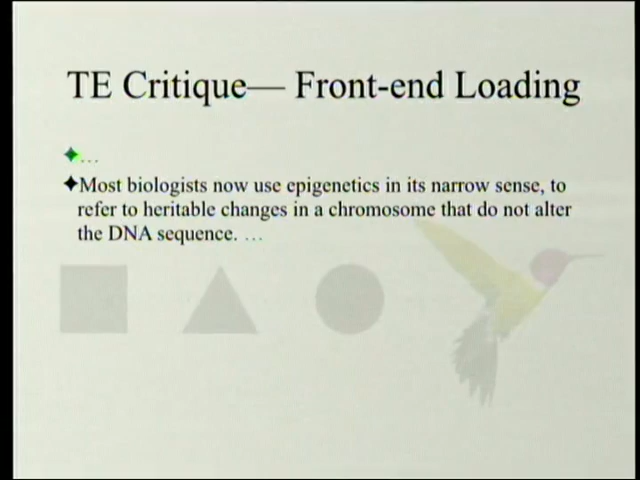 TE Critique— Front-end Loading
✦…
✦Most biologists now use epigenetics in its narrow sense, to
refer to heritable changes in a chromosome that do not alter
the DNA sequence. …